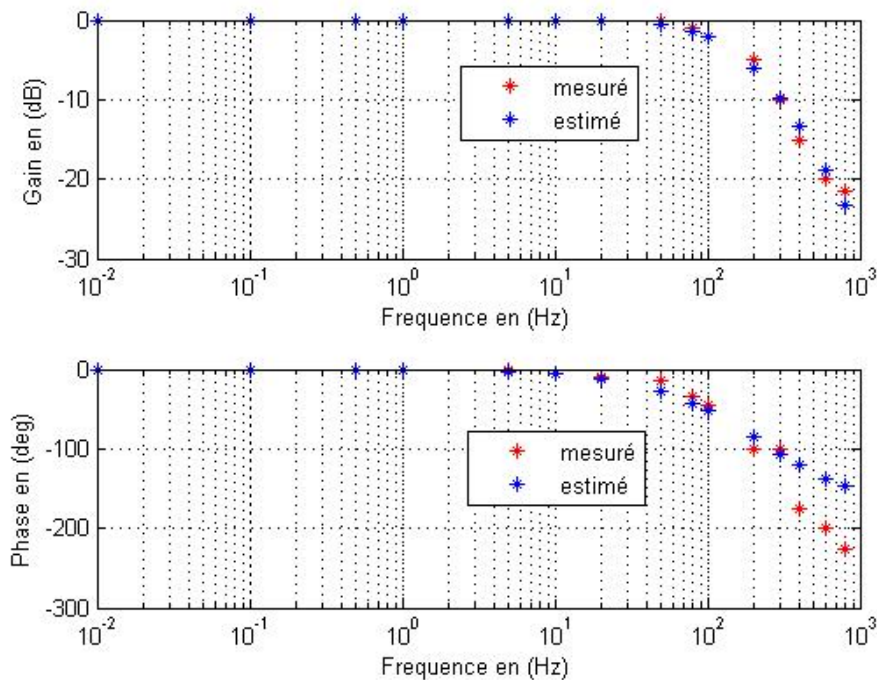 0
-10
-20
-30
Gain en (dB)
mesuré
estimé
10^-2
10^-1
10^0
10^1
10^2
10^3
Frequence en (Hz)
0
-100
-200
-300
Phase en (deg)
mesuré
estimé
10^-2
10^-1
10^0
10^1
10^2
10^3
Frequence en (Hz)